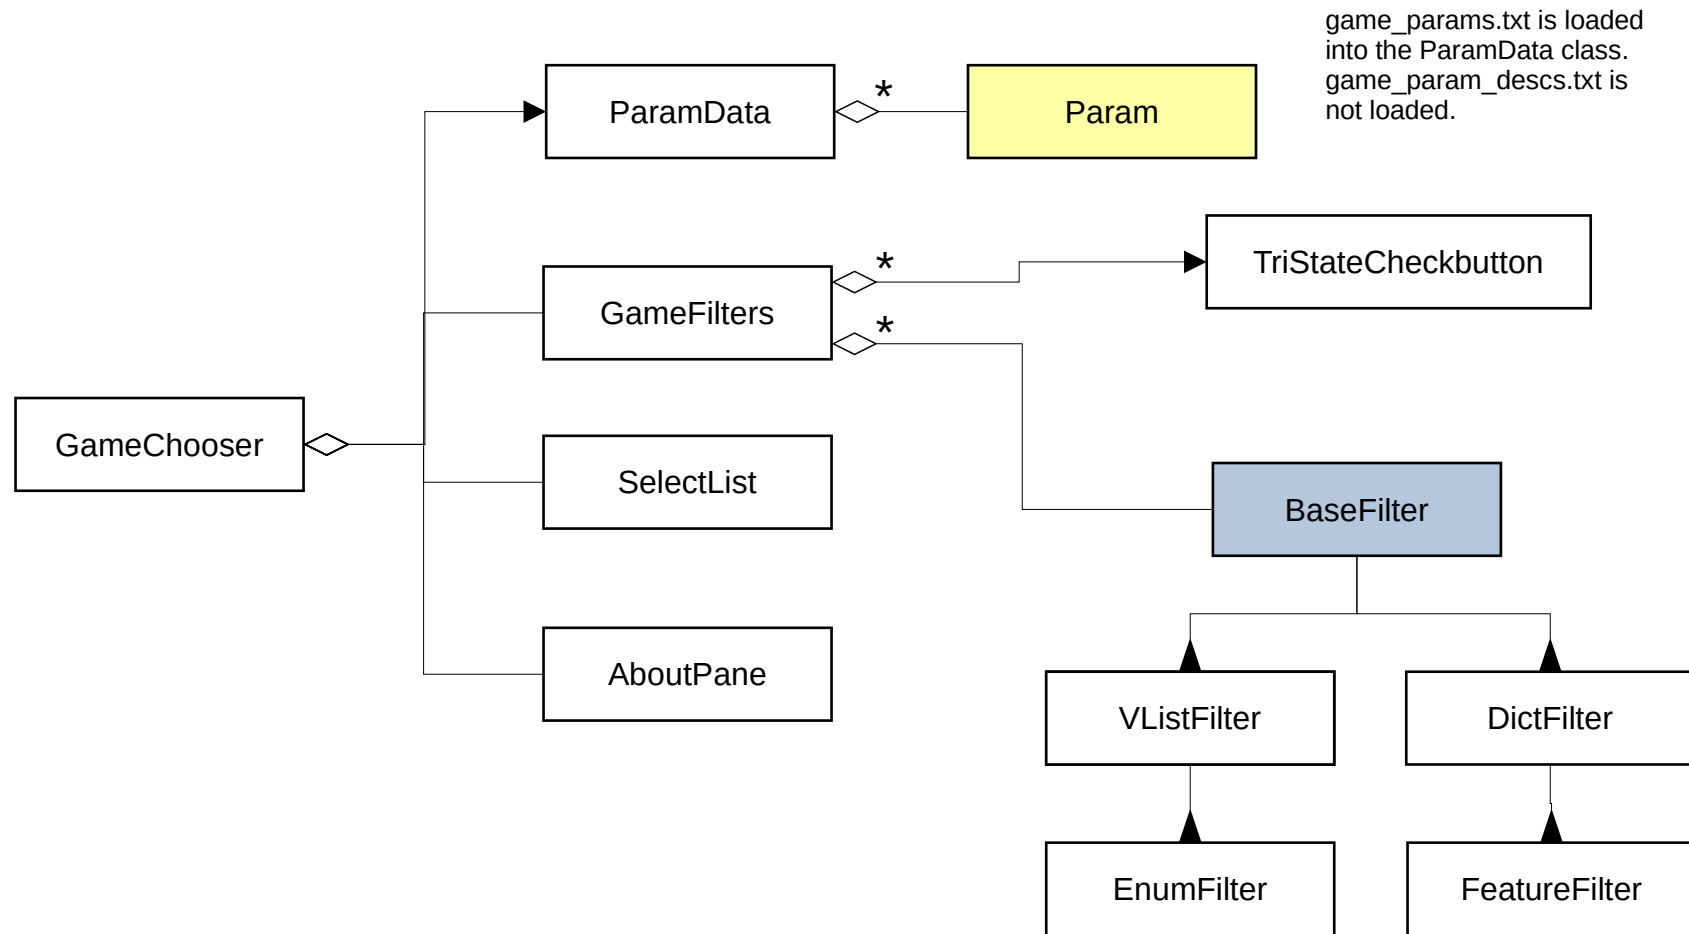 game_params.txt is loaded
into the ParamData class.
game_param_descs.txt is
not loaded.
ParamData
*
Param
TriStateCheckbutton
*
GameFilters
*
GameChooser
SelectList
BaseFilter
AboutPane
VListFilter
DictFilter
EnumFilter
FeatureFilter